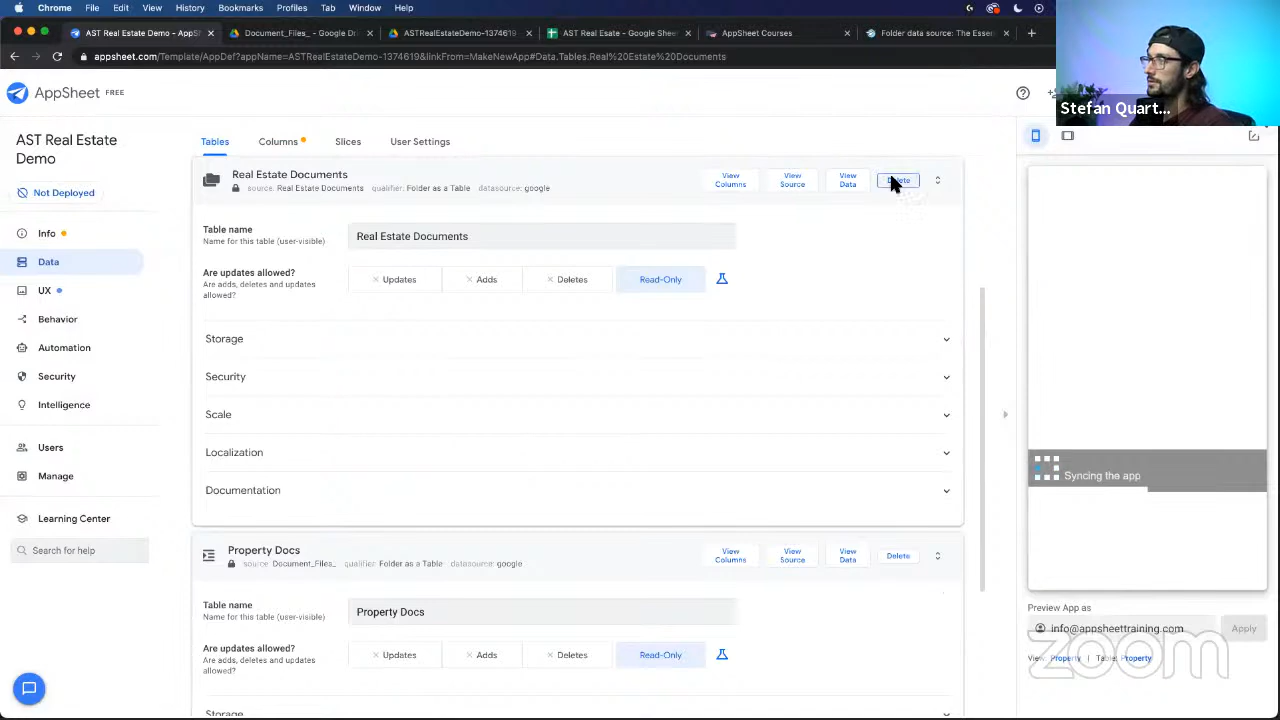 Chrome File Edit View History Bookmarks Profiles Tab Window Help
AST Real Estate Demo - AppS
Document_Files_ - Google Dri
ASTRealEstateDemo-1374619
AST Real Esate - Google Shee
AppSheet Courses
Folder data source: The Essen
appsheet.com/Template/AppDef?appName=ASTRealEstateDemo-1374619&linkFrom=MakeNewApp#Data.Tables.Real%20Estate%20Documents
AppSheet FREE
Stefan Quart...
AST Real Estate
Demo
Not Deployed
Info
Data
UX
Behavior
Automation
Security
Intelligence
Users
Manage
Learning Center
Search for help
Tables Columns Slices User Settings
Real Estate Documents
source: Real Estate Documents qualifier: Folder as a Table datasource: google
View
Columns
View
Source
View
Data
Delete
Table name
Name for this table (user-visible)
Real Estate Documents
Are updates allowed?
Are adds, deletes and updates
allowed?
Updates Adds Deletes Read-Only
Storage
Security
Scale
Localization
Documentation
Property Docs
source: Document_Files_ qualifier: Folder as a Table datasource: google
View
Columns
View
Source
View
Data
Delete
Table name
Name for this table (user-visible)
Property Docs
Are updates allowed?
Are adds, deletes and updates
allowed?
Updates Adds Deletes Read-Only
Storage
Syncing the app
Preview App as
info@appsheettraining.com
Apply
View: Property | Table: Property
zoom